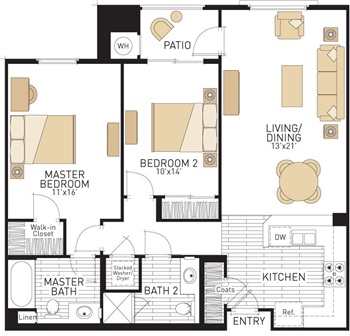 WH
PATIO
LIVING/
DINING
13'x21'
MASTER
BEDROOM
11'x16'
BEDROOM 2
10'x14'
Walk-in
Closet
DW
Stacked
Washer/
Dryer
Coats
KITCHEN
MASTER
BATH
BATH 2
Linen
ENTRY
Ref.